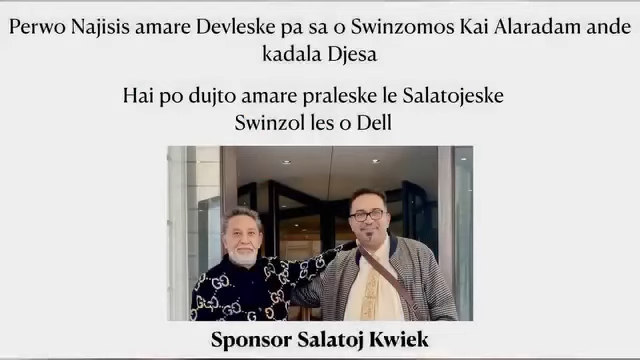 Perwo Najisis amare Devleske pa sa o Swinzomos Kai Alaradam ande
kadala Djesa
Hai po dujto amare praleske le Salatojeske
Swinzol les o Dell
Sponsor Salatoj Kwiek